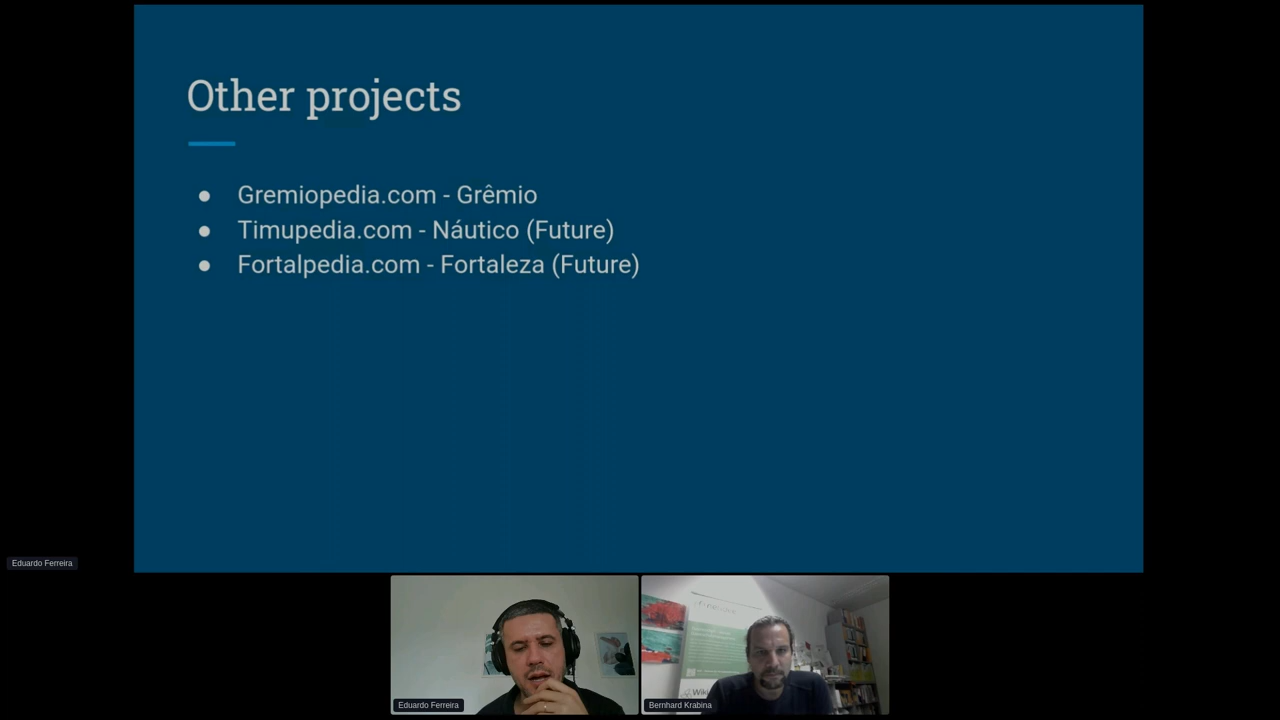 Other projects
● Gremiopedia.com - Grêmio
● Timupedia.com - Náutico (Future)
● Fortalpedia.com - Fortaleza (Future)
Eduardo Ferreira
Eduardo Ferreira
Bernhard Krabina
Wiki